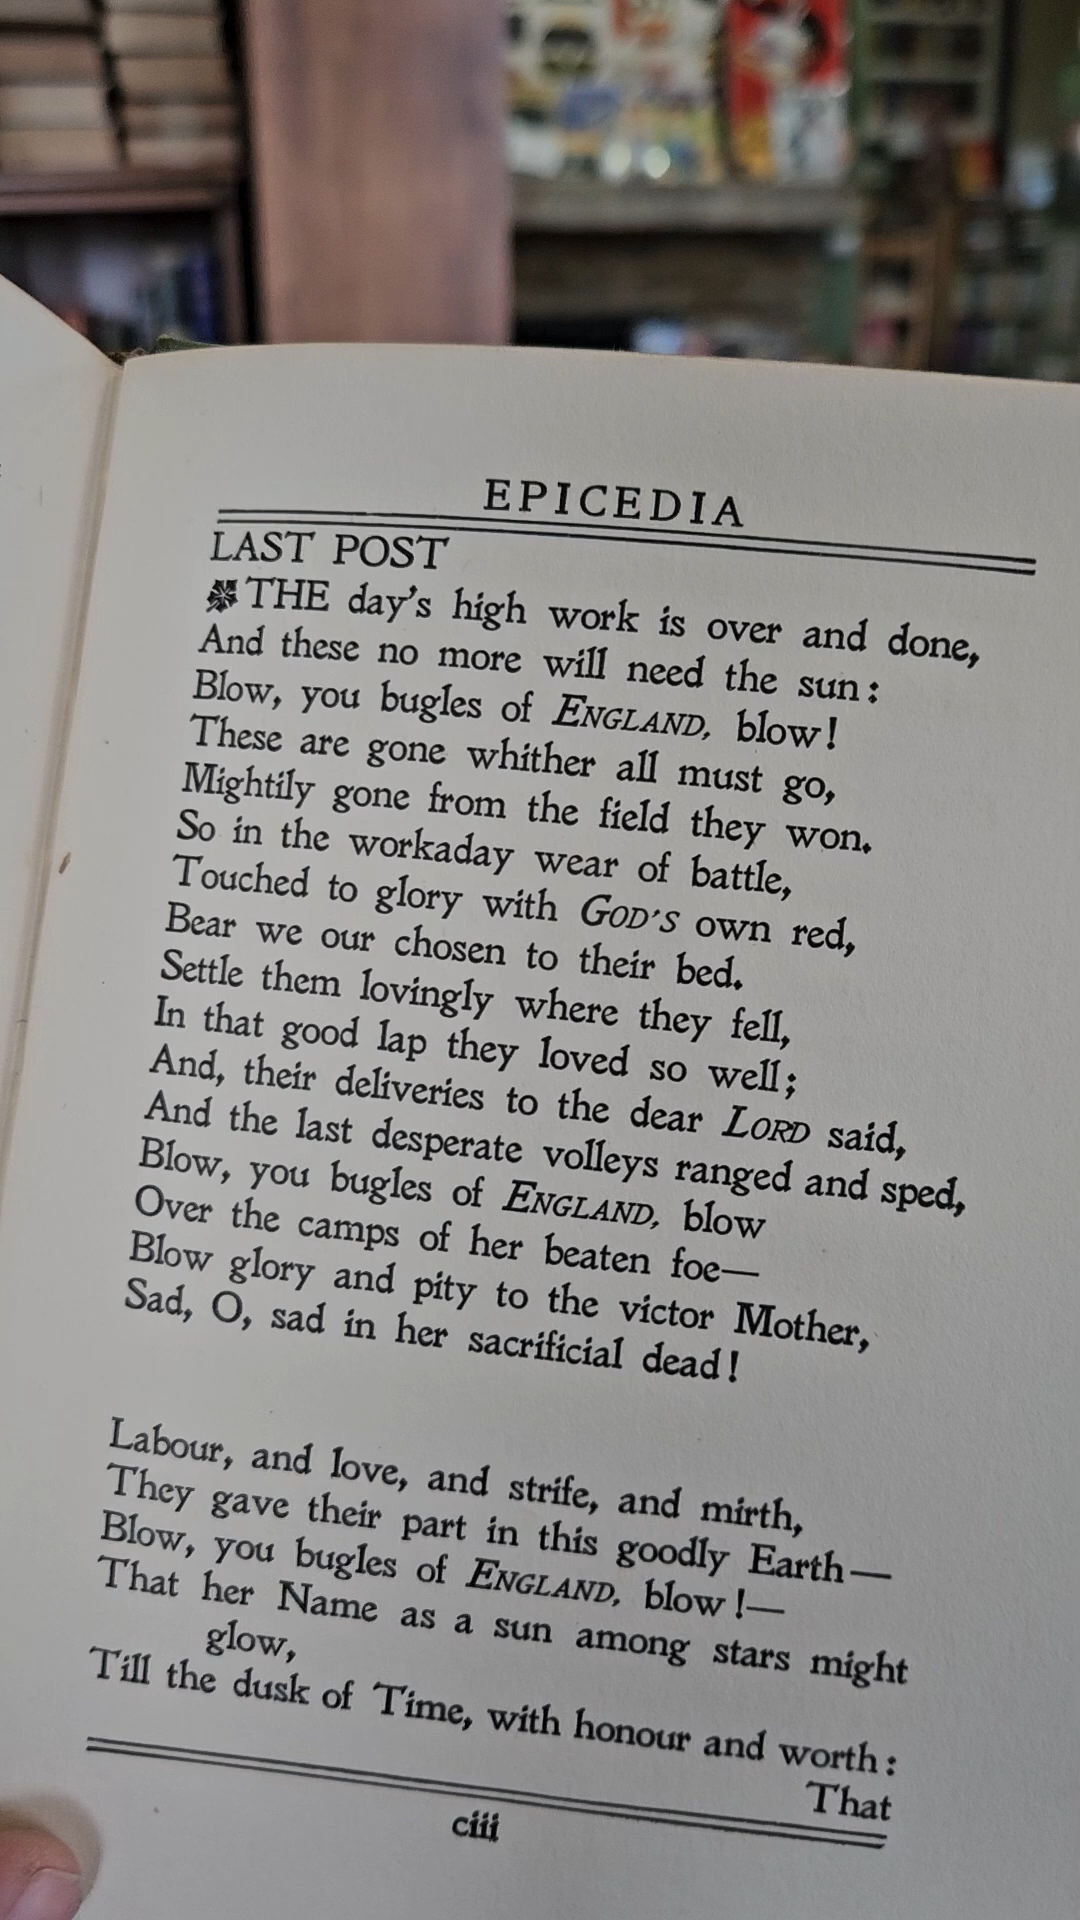 EPICEDIA
LAST POST
THE day's high work is over and done,
And these no more will need the sun:
Blow, you bugles of ENGLAND, blow!
These are gone whither all must go,
Mightily gone from the field they won.
So in the workaday wear of battle,
Touched to glory with GOD'S own red,
Bear we our chosen to their bed.
Settle them lovingly where they fell,
In that good lap they loved so well;
And, their deliveries to the dear LORD said,
And the last desperate volleys ranged and sped,
Blow, you bugles of ENGLAND, blow
Over the camps of her beaten foe—
Blow glory and pity to the victor Mother,
Sad, O, sad in her sacrificial dead!
Labour, and love, and strife, and mirth,
They gave their part in this goodly Earth—
Blow, you bugles of ENGLAND, blow!—
That her Name as a sun among stars might
glow,
Till the dusk of Time, with honour and worth:
That
ciii